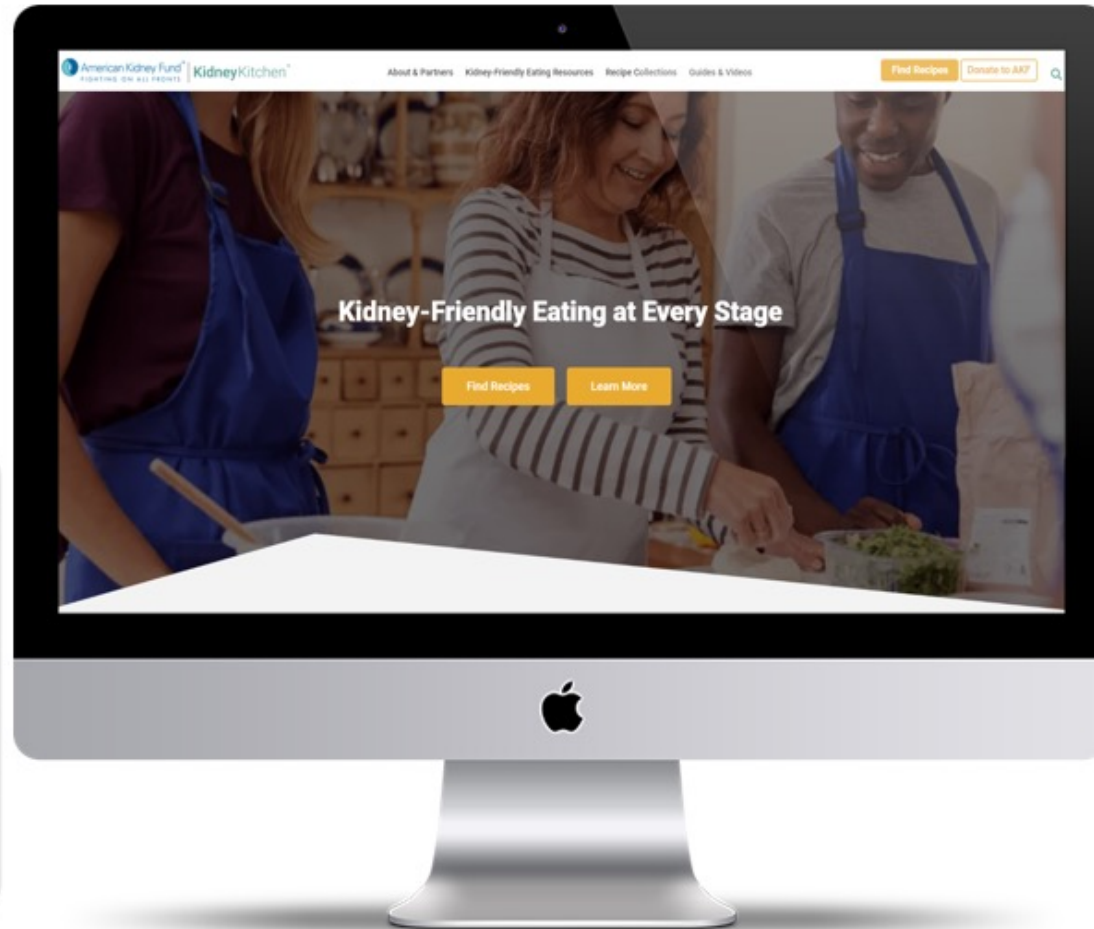 American Kidney Fund®
FIGHTING ON ALL FRONTS
KidneyKitchen®
About & Partners Kidney-Friendly Eating Resources Recipe Collections Guides & Videos
Find Recipes Donate to AKF
Kidney-Friendly Eating at Every Stage
Find Recipes Learn More